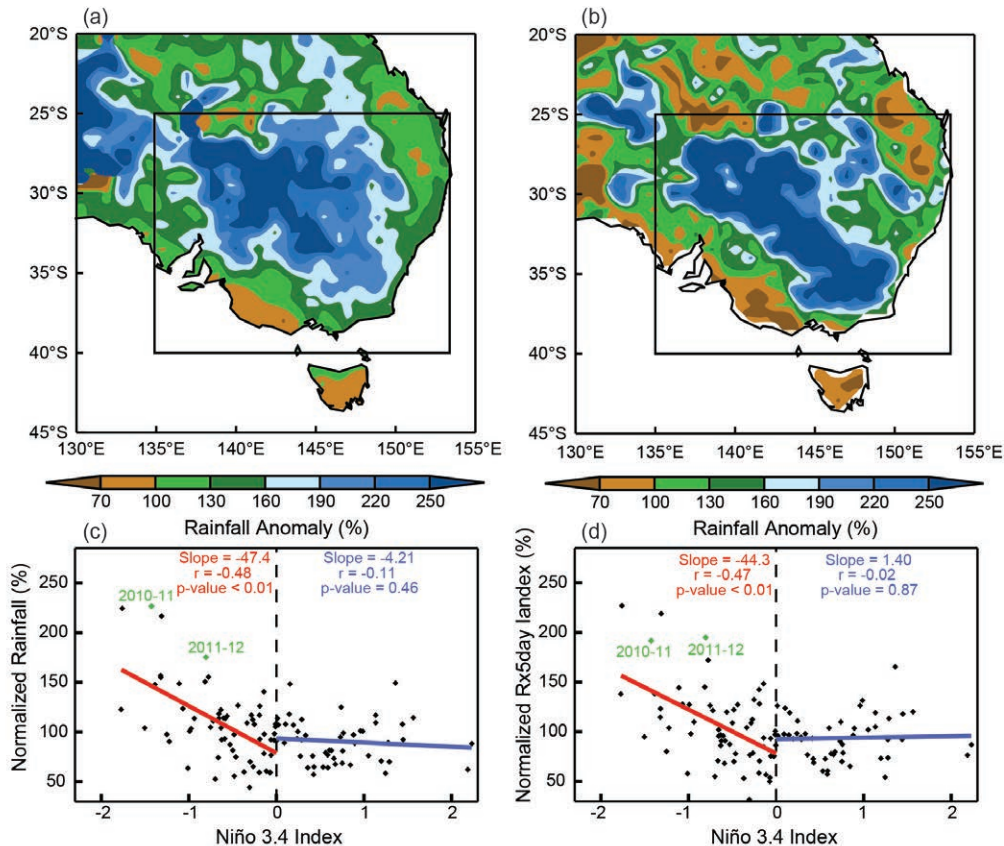 (a)
(b)
20°S
25°S
30°S
35°S
40°S
45°S
130°E
135°E
140°E
145°E
150°E
155°E
20°S
25°S
30°S
35°S
40°S
45°S
130°E
135°E
140°E
145°E
150°E
155°E
70 100 130 160 190 220 250
Rainfall Anomaly (%)
70 100 130 160 190 220 250
Rainfall Anomaly (%)
(c)
Normalized Rainfall (%)
250
200
150
100
50
Slope = -47.4
r = -0.48
p-value < 0.01
Slope = -4.21
r = -0.11
p-value = 0.46
2010-11
2011-12
-2 -1 0 1 2
Niño 3.4 Index
(d)
Normalized Rx5day Iandex (%)
250
200
150
100
50
Slope = -44.3
r = -0.47
p-value < 0.01
Slope = 1.40
r = -0.02
p-value = 0.87
2010-11
2011-12
-2 -1 0 1 2
Niño 3.4 Index